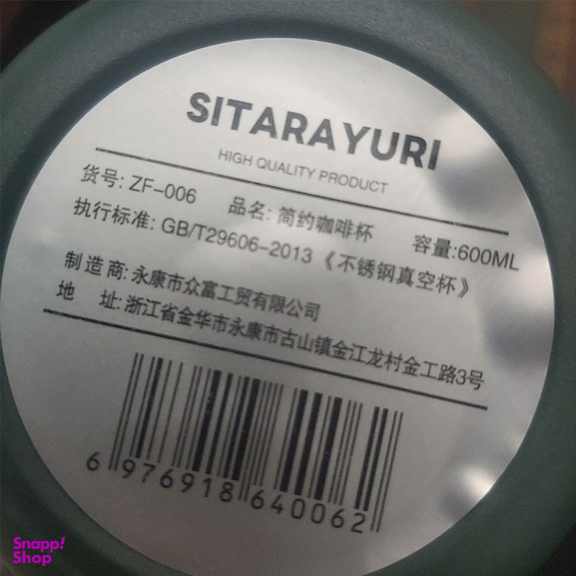 SITARAYURI
HIGH QUALITY PRODUCT
货号: ZF-006 品名: 简约咖啡杯 容量:600ML
执行标准: GB/T29606-2013《不锈钢真空杯》
制造商: 永康市众富工贸有限公司
地 址: 浙江省金华市永康市古山镇金江龙村金工路3号
6 976918 640062
Snapp!
Shop